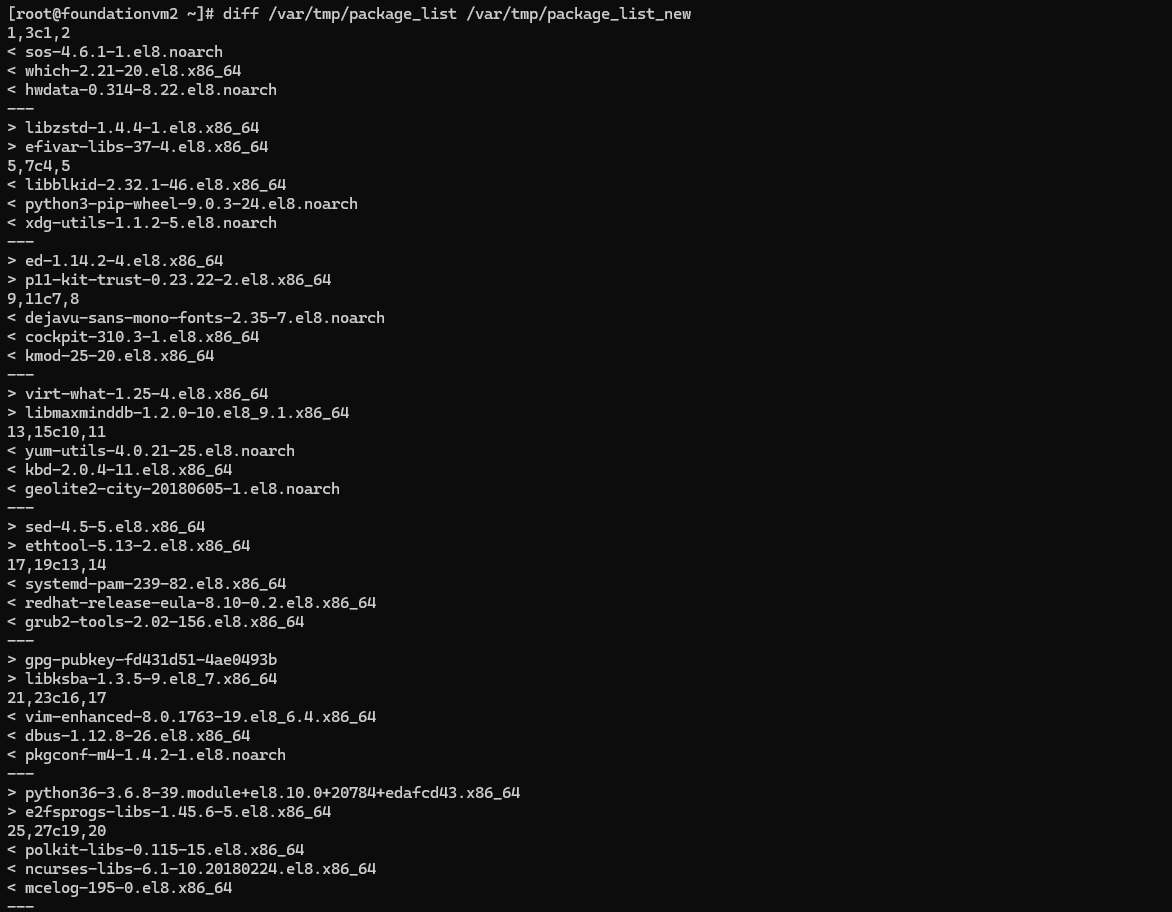 [root@foundationvm2 ~]# diff /var/tmp/package_list /var/tmp/package_list_new
1,3c1,2
< sos-4.6.1-1.el8.noarch
< which-2.21-20.el8.x86_64
< hwdata-0.314-8.22.el8.noarch
---
> libzstd-1.4.4-1.el8.x86_64
> efivar-libs-37-4.el8.x86_64
5,7c4,5
< libblkid-2.32.1-46.el8.x86_64
< python3-pip-wheel-9.0.3-24.el8.noarch
< xdg-utils-1.1.2-5.el8.noarch
---
> ed-1.14.2-4.el8.x86_64
> p11-kit-trust-0.23.22-2.el8.x86_64
9,11c7,8
< dejavu-sans-mono-fonts-2.35-7.el8.noarch
< cockpit-310.3-1.el8.x86_64
< kmod-25-20.el8.x86_64
---
> virt-what-1.25-4.el8.x86_64
> libmaxminddb-1.2.0-10.el8_9.1.x86_64
13,15c10,11
< yum-utils-4.0.21-25.el8.noarch
< kbd-2.0.4-11.el8.x86_64
< geolite2-city-20180605-1.el8.noarch
---
> sed-4.5-5.el8.x86_64
> ethtool-5.13-2.el8.x86_64
17,19c13,14
< systemd-pam-239-82.el8.x86_64
< redhat-release-eula-8.10-0.2.el8.x86_64
< grub2-tools-2.02-156.el8.x86_64
---
> gpg-pubkey-fd431d51-4ae0493b
> libksba-1.3.5-9.el8_7.x86_64
21,23c16,17
< vim-enhanced-8.0.1763-19.el8_6.4.x86_64
< dbus-1.12.8-26.el8.x86_64
< pkgconf-m4-1.4.2-1.el8.noarch
---
> python36-3.6.8-39.module+el8.10.0+20784+edafcd43.x86_64
> e2fsprogs-libs-1.45.6-5.el8.x86_64
25,27c19,20
< polkit-libs-0.115-15.el8.x86_64
< ncurses-libs-6.1-10.20180224.el8.x86_64
< mcelog-195-0.el8.x86_64
---